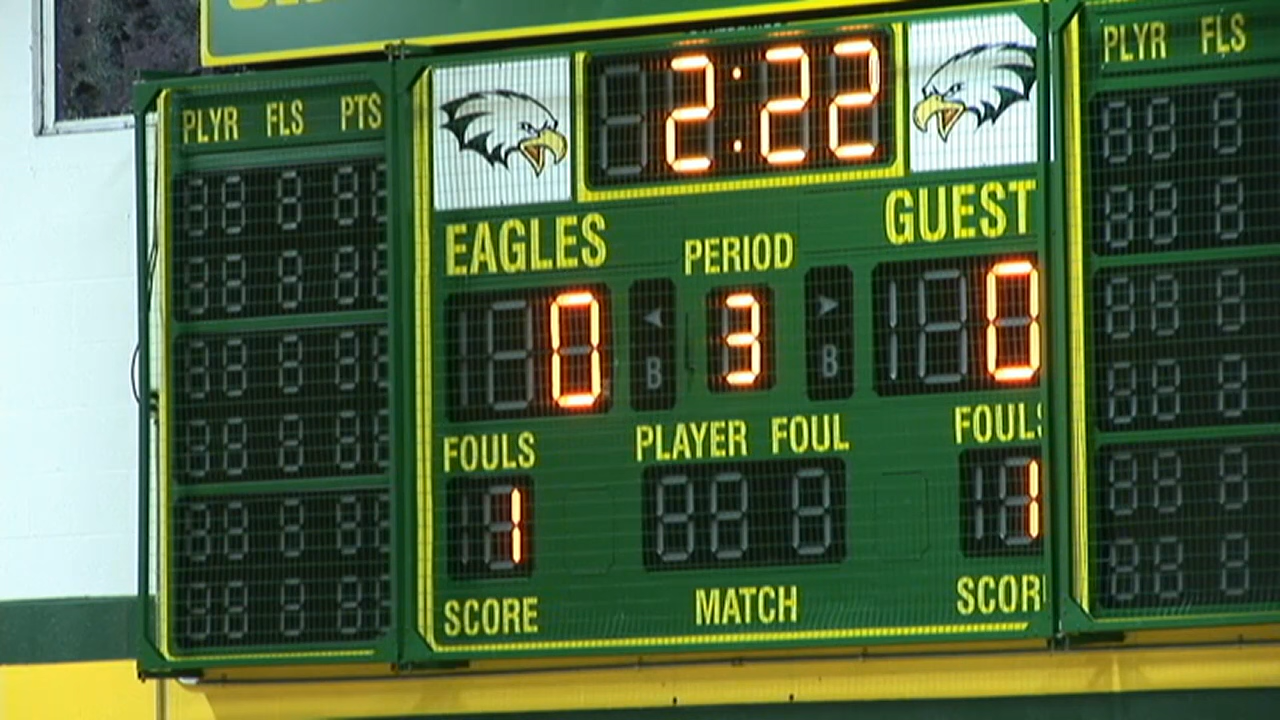 PLYR FLS PTS
2:22
PLYR FLS
EAGLES
GUEST
PERIOD
0 3 0
B B
FOULS PLAYER FOUL FOULS
1 1
SCORE MATCH SCOR